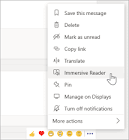 Save this message
Delete
Mark as unread
Copy link
Translate
Immersive Reader
Pin
Manage on Displays
Turn off notifications
More actions